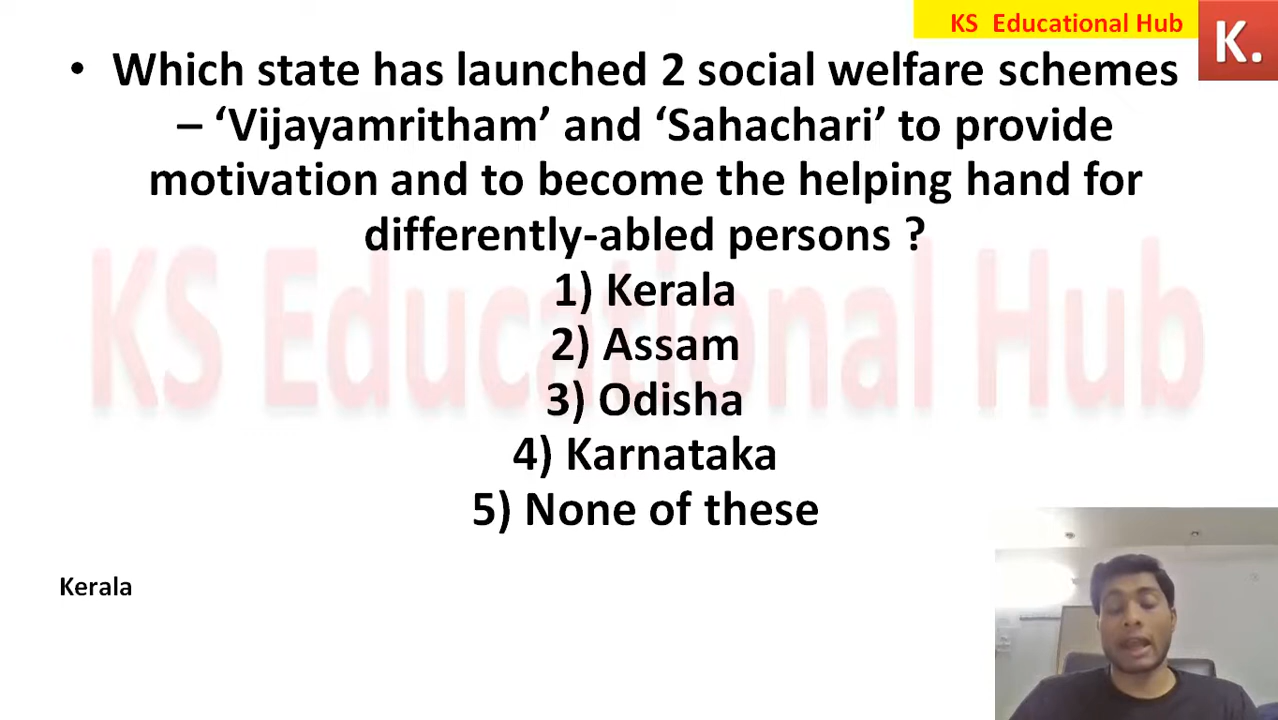 KS Educational Hub
K.
• Which state has launched 2 social welfare schemes
– ‘Vijayamritham’ and ‘Sahachari’ to provide
motivation and to become the helping hand for
differently-abled persons ?
KS Educational Hub
1) Kerala
2) Assam
3) Odisha
4) Karnataka
5) None of these
Kerala